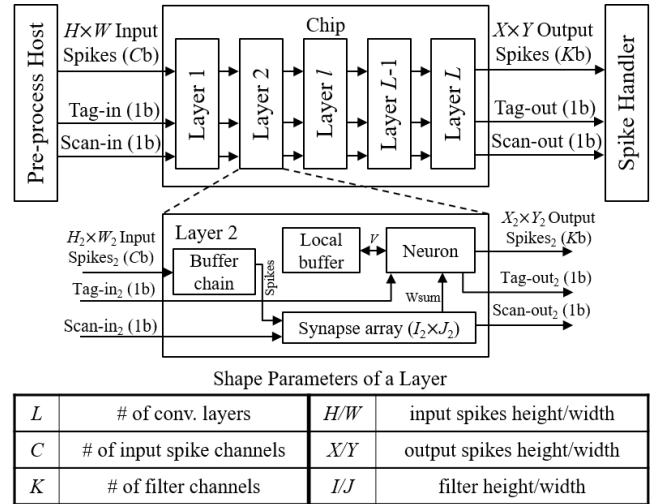 Pre-process Host
H×W Input
Spikes (Cb)
Tag-in (1b)
Scan-in (1b)
Chip
Layer 1
Layer 2
Layer l
Layer L-1
Layer L
X×Y Output
Spikes (Kb)
Tag-out (1b)
Scan-out (1b)
Spike Handler
H₂×W₂ Input
Spikes₂ (Cb)
Tag-in₂ (1b)
Scan-in₂ (1b)
Layer 2
Buffer
chain
Spikes
Local
buffer
V
Neuron
Wsum
Synapse array (I₂×J₂)
X₂×Y₂ Output
Spikes₂ (Kb)
Tag-out₂ (1b)
Scan-out₂ (1b)
Shape Parameters of a Layer
L # of conv. layers H/W input spikes height/width
C # of input spike channels X/Y output spikes height/width
K # of filter channels I/J filter height/width